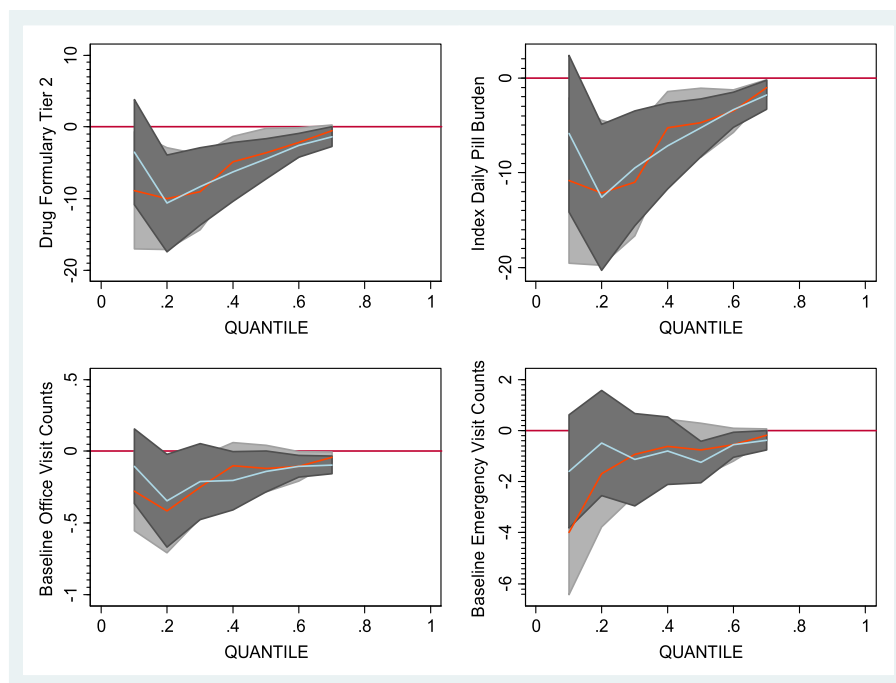 Drug Formulary Tier 2
10
0
-10
-20
0 .2 .4 .6 .8 1
QUANTILE
Index Daily Pill Burden
0
-10
-20
0 .2 .4 .6 .8 1
QUANTILE
Baseline Office Visit Counts
.5
0
-.5
-1
0 .2 .4 .6 .8 1
QUANTILE
Baseline Emergency Visit Counts
2
0
-2
-4
-6
0 .2 .4 .6 .8 1
QUANTILE